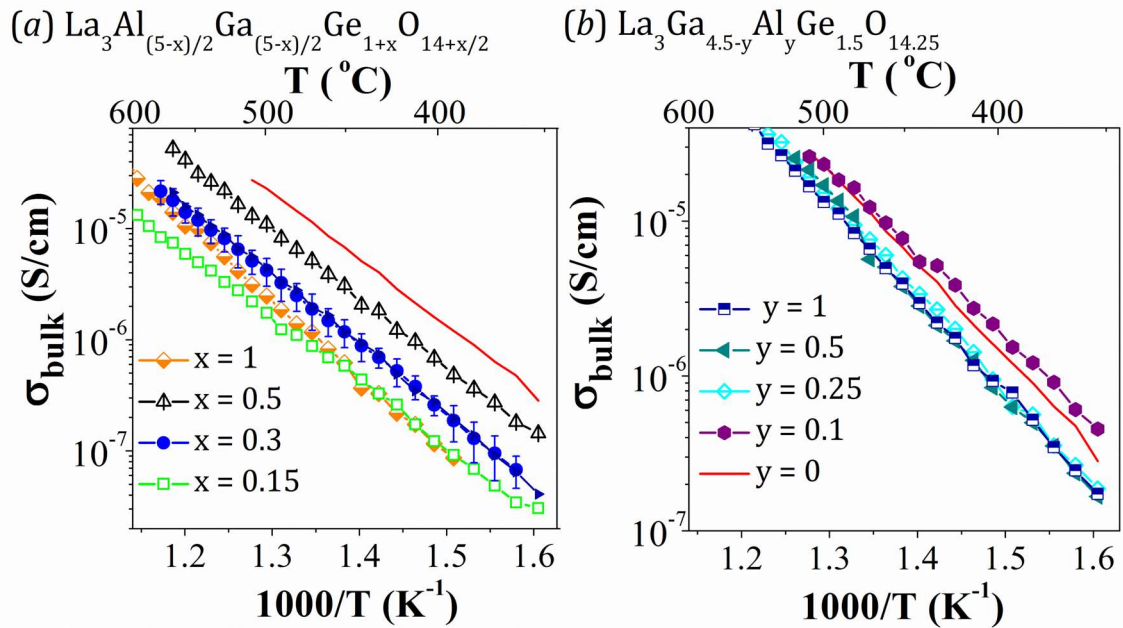 (a) La₃Al₍₅₋ₓ₎/₂Ga₍₅₋ₓ₎/₂Ge₁₊ₓO₁₄₊ₓ/₂
T (°C)
600 500 400
σbulk (S/cm)
10⁻⁵
10⁻⁶
10⁻⁷
x = 1
x = 0.5
x = 0.3
x = 0.15
1.2 1.3 1.4 1.5 1.6
1000/T (K⁻¹)
(b) La₃Ga₄.₅₋yAlyGe₁.₅O₁₄.₂₅
T (°C)
600 500 400
σbulk (S/cm)
10⁻⁵
10⁻⁶
10⁻⁷
y = 1
y = 0.5
y = 0.25
y = 0.1
y = 0
1.2 1.3 1.4 1.5 1.6
1000/T (K⁻¹)